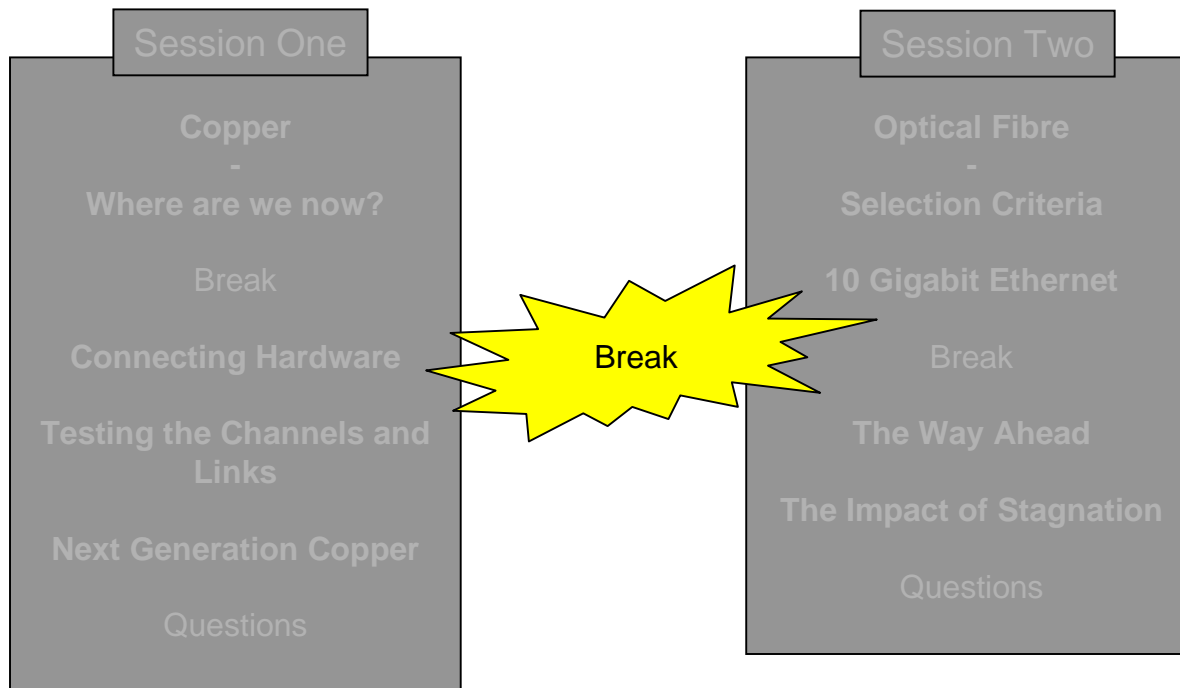 Session One
Copper
-
Where are we now?
Break
Connecting Hardware
Testing the Channels and
Links
Next Generation Copper
Questions
Break
Session Two
Optical Fibre
-
Selection Criteria
10 Gigabit Ethernet
Break
The Way Ahead
The Impact of Stagnation
Questions